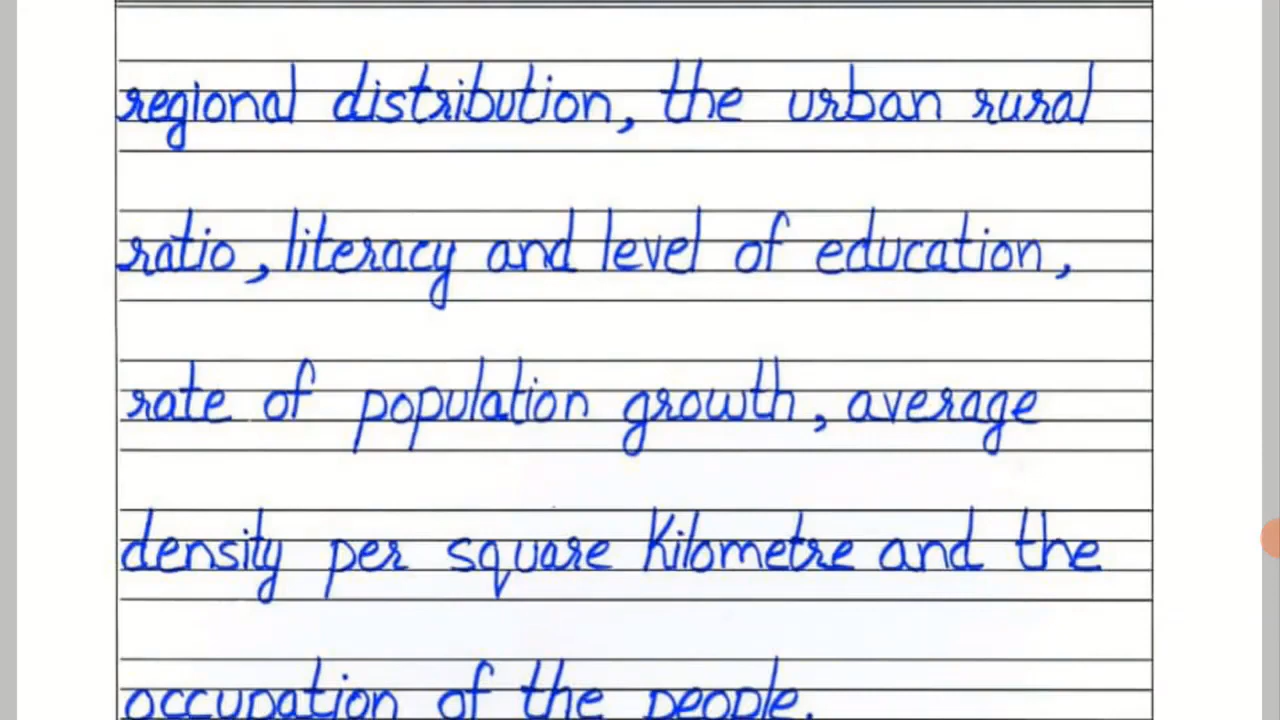 regional distribution, the urban rural
ratio, literacy and level of education,
rate of population growth, average
density per square Kilometre and the
occupation of the people.